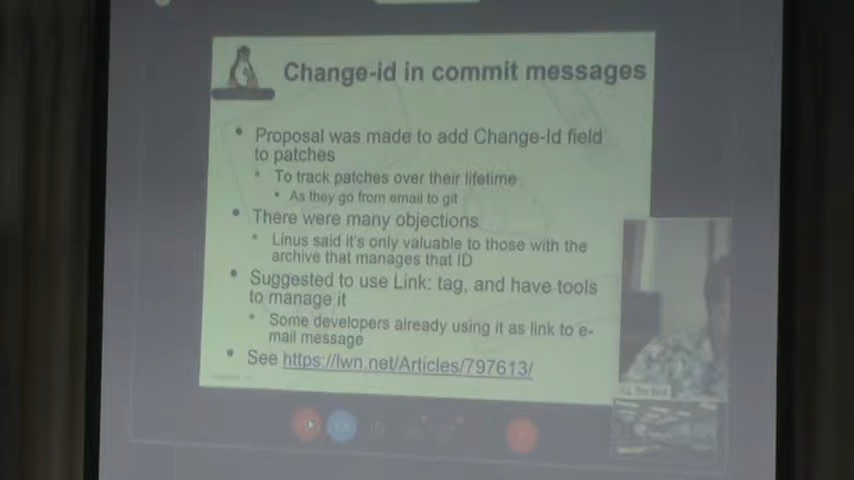 Change-id in commit messages
• Proposal was made to add Change-Id field
to patches
• To track patches over their lifetime
• As they go from email to git
• There were many objections
• Linus said it's only valuable to those with the
archive that manages that ID
• Suggested to use Link: tag, and have tools
to manage it
• Some developers already using it as link to e-
mail message
• See https://lwn.net/Articles/797613/